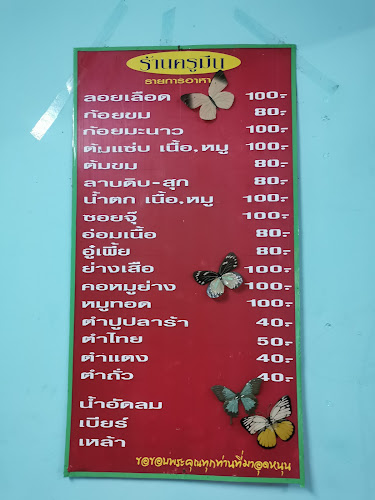 ร้านครูมีน
รายการอาหาร
ลอยเลือด 100.-
ก้อยขม 80.-
ก้อยมะนาว 100.-
ต้มแซ่บ เนื้อ.หมู 100.-
ต้มขม 80.-
ลาบดิบ-สุก 80.-
น้ำตก เนื้อ.หมู 100.-
ซอยจุ๊ 100.-
อ่อมเนื้อ 80.-
อู๋เพี้ย 80.-
ย่างเสือ 100.-
คอหมูย่าง 100.-
หมูทอด 100.-
ตำปูปลาร้า 40.-
ตำไทย 50.-
ตำแตง 40.-
ตำถั่ว 40.-
น้ำอัดลม
เบียร์
เหล้า
ขอขอบพระคุณทุกท่านที่มาอุดหนุน